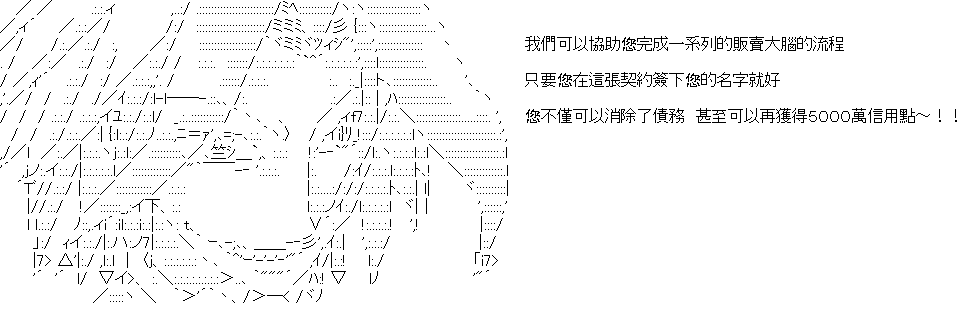 我們可以協助您完成一系列的販賣大腦的流程
只要您在這張契約簽下您的名字就好
您不僅可以消除了債務　甚至可以再獲得5000萬信用點～！！